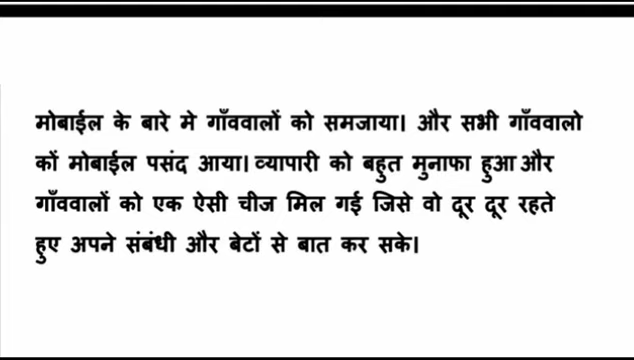 मोबाईल के बारे मे गाँववालों को समजाया। और सभी गाँववालो
कों मोबाईल पसंद आया। व्यापारी को बहुत मुनाफा हुआ और
गाँववालों को एक ऐसी चीज मिल गई जिसे वो दूर दूर रहते
हुए अपने संबंधी और बेटों से बात कर सके।